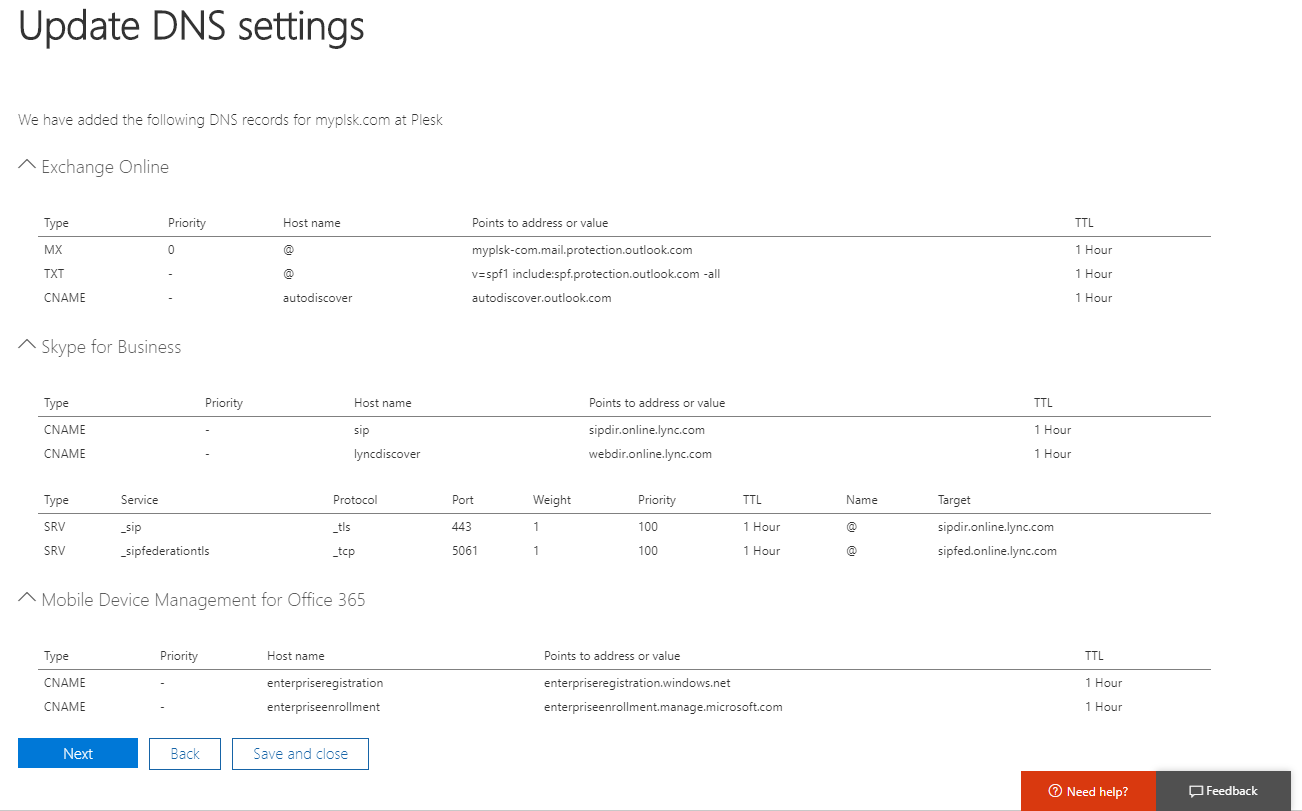 Update DNS settings
We have added the following DNS records for myplsk.com at Plesk
Exchange Online
Type Priority Host name Points to address or value TTL
MX 0 @ myplsk-com.mail.protection.outlook.com 1 Hour
TXT - @ v=spf1 include:spf.protection.outlook.com -all 1 Hour
CNAME - autodiscover autodiscover.outlook.com 1 Hour
Skype for Business
Type Priority Host name Points to address or value TTL
CNAME - sip sipdir.online.lync.com 1 Hour
CNAME - lyncdiscover webdir.online.lync.com 1 Hour
Type Service Protocol Port Weight Priority TTL Name Target
SRV _sip _tls 443 1 100 1 Hour @ sipdir.online.lync.com
SRV _sipfederationtls _tcp 5061 1 100 1 Hour @ sipfed.online.lync.com
Mobile Device Management for Office 365
Type Priority Host name Points to address or value TTL
CNAME - enterpriseregistration enterpriseregistration.windows.net 1 Hour
CNAME - enterpriseenrollment enterpriseenrollment.manage.microsoft.com 1 Hour
Next Back Save and close
Need help? Feedback